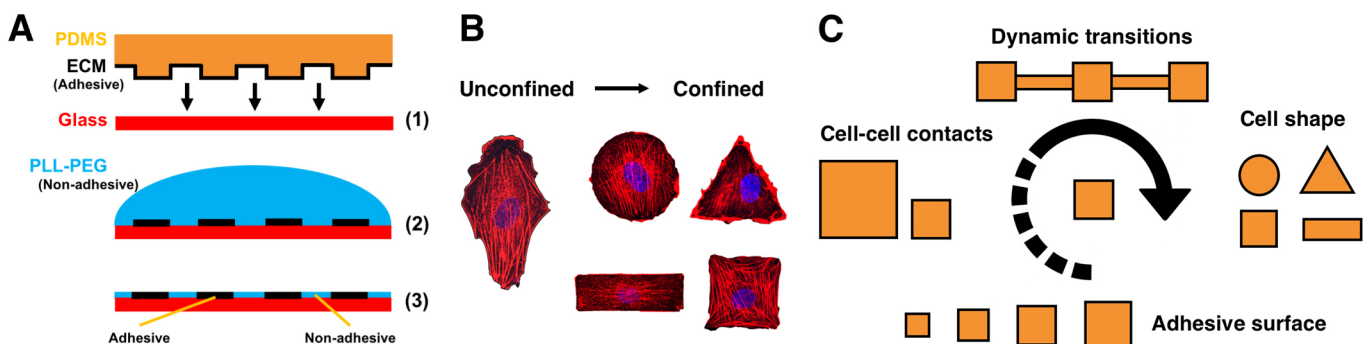 A
PDMS
ECM
(Adhesive)
Glass
(1)
PLL-PEG
(Non-adhesive)
(2)
(3)
Adhesive
Non-adhesive
B
Unconfined
Confined
C
Dynamic transitions
Cell-cell contacts
Cell shape
Adhesive surface